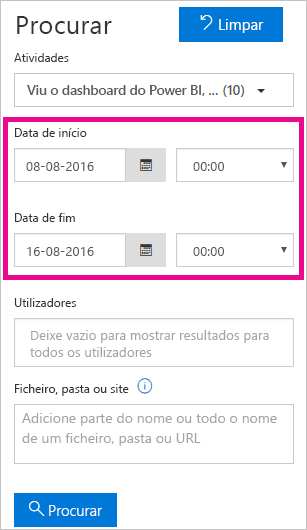 Procurar
Limpar
Atividades
Viu o dashboard do Power BI, ... (10)
Data de início
08-08-2016
00:00
Data de fim
16-08-2016
00:00
Utilizadores
Deixe vazio para mostrar resultados para
todos os utilizadores
Ficheiro, pasta ou site
Adicione parte do nome ou todo o nome
de um ficheiro, pasta ou URL
Procurar